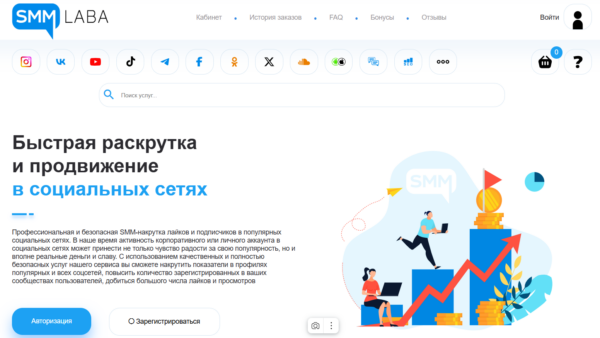 SMM LABA
Кабинет • История заказов • FAQ • Бонусы • Отзывы
Войти
0
?
Поиск услуг...
Быстрая раскрутка
и продвижение
в социальных сетях
SMM
Профессиональная и безопасная SMM-накрутка лайков и подписчиков в популярных
социальных сетях. В наше время активность корпоративного или личного аккаунта в
социальных сетях может принести не только чувство радости за свою популярность, но и
вполне реальные деньги и славу. С использованием качественных и полностью
безопасных услуг нашего сервиса вы сможете накрутить показатели в профилях
популярных и всех соцсетей, повысить количество зарегистрированных в ваших
сообществах пользователей, добиться большого числа лайков и просмотров
Авторизация
Зарегистрироваться